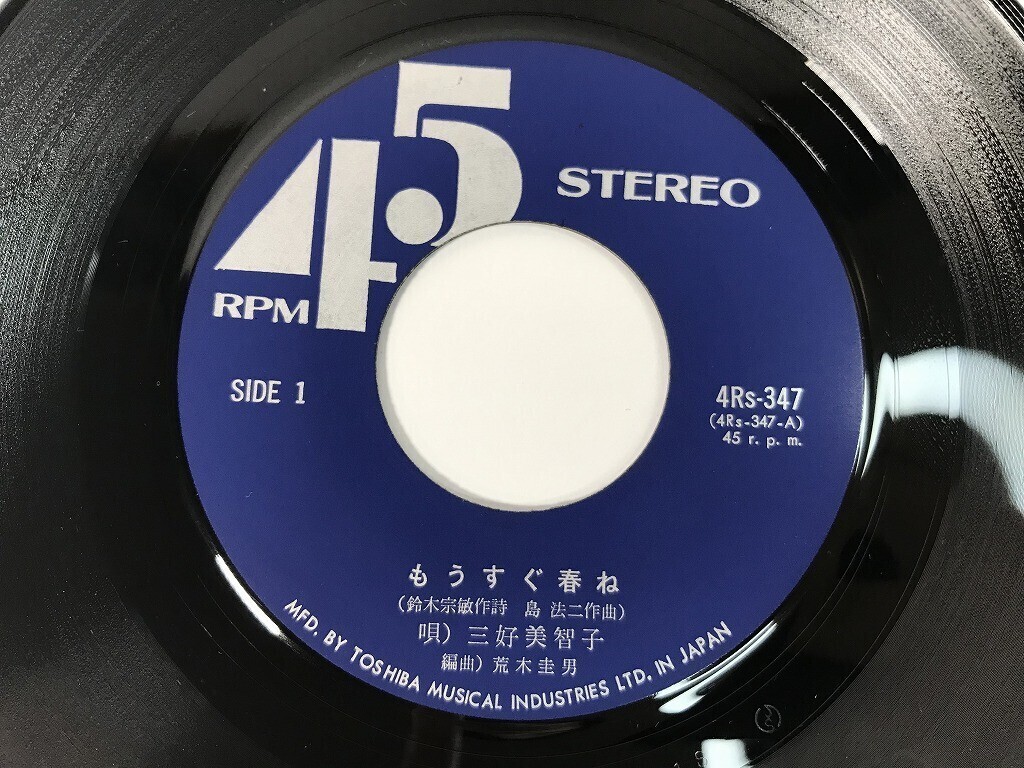 45
RPM
STEREO
SIDE 1
4Rs-347
(4Rs-347-A)
45 r. p. m.
もうすぐ春ね
(鈴木宗敏作詩 島 法二作曲)
唄) 三好美智子
編曲) 荒木圭男
MFD. BY TOSHIBA MUSICAL INDUSTRIES LTD. IN JAPAN